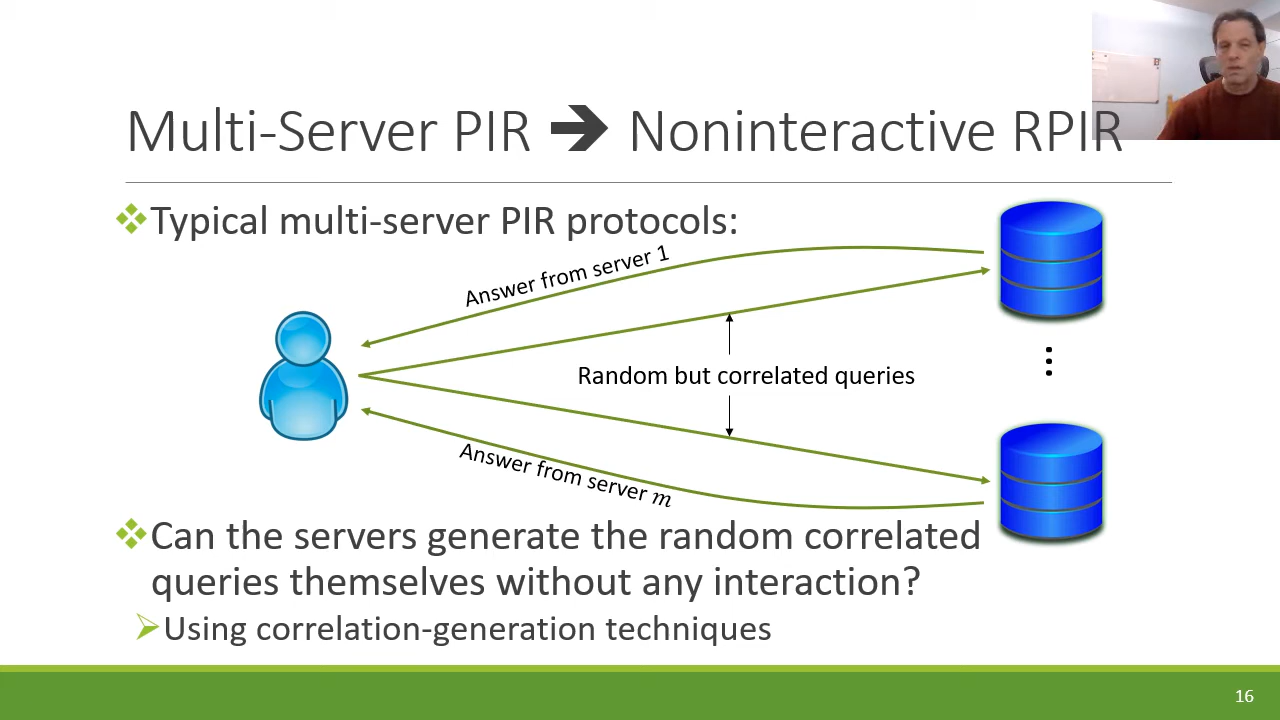 Multi-Server PIR ➔ Noninteractive RPIR
❖Typical multi-server PIR protocols:
Answer from server 1
Random but correlated queries
Answer from server m
❖Can the servers generate the random correlated
queries themselves without any interaction?
➢Using correlation-generation techniques
16